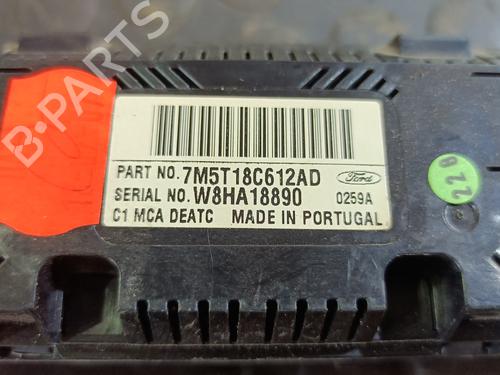 B-PARTS
PART NO. 7M5T18C612AD
Ford
SERIAL NO. W8HA18890
0259A
C1 MCA DEATC MADE IN PORTUGAL
228